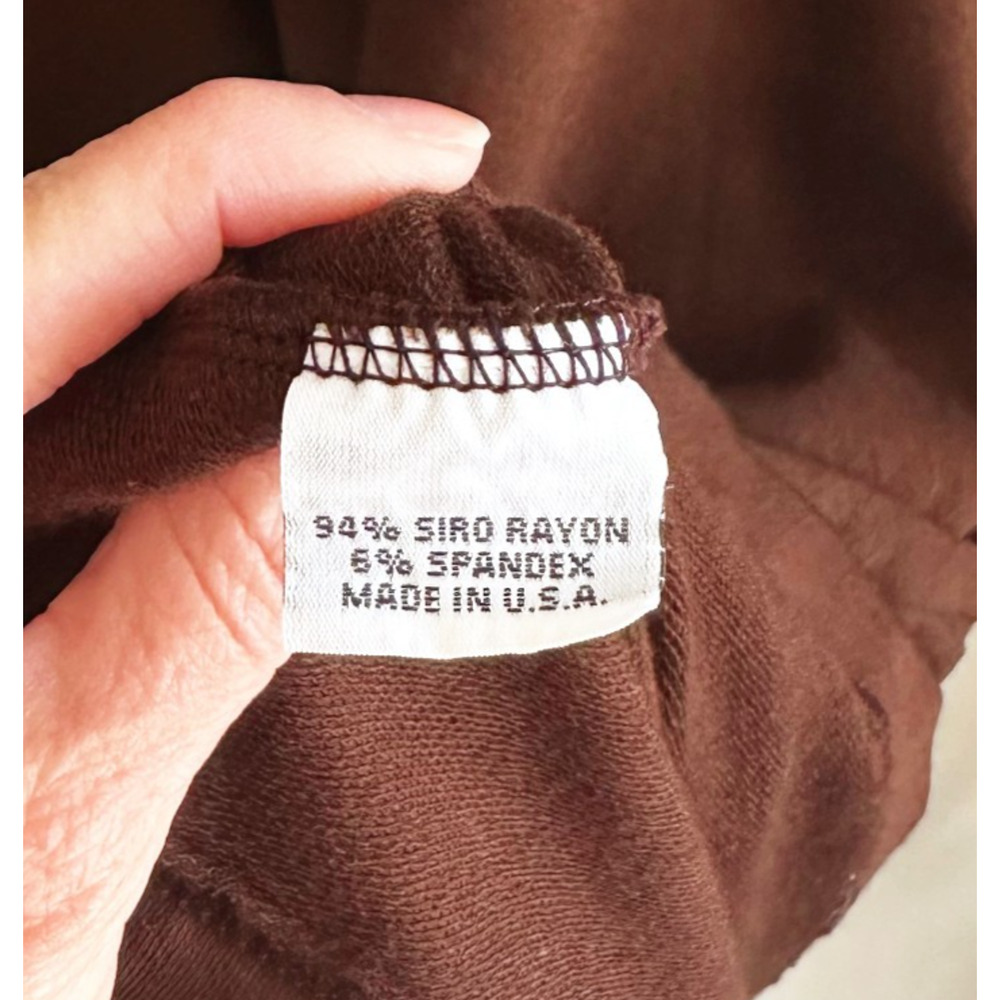 94% SIRO RAYON
6% SPANDEX
MADE IN U.S.A.